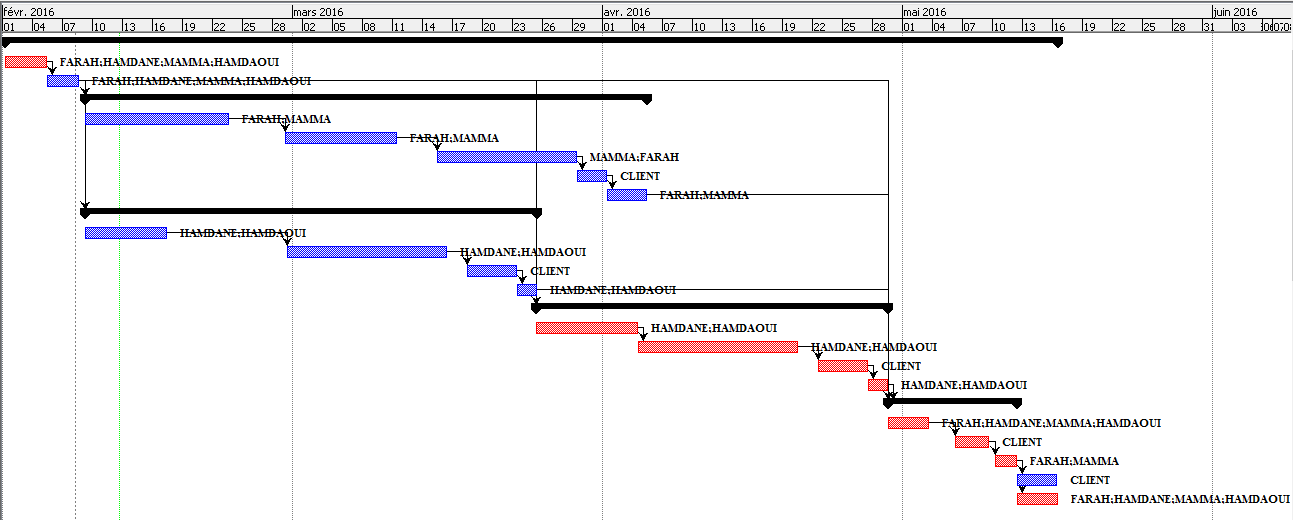 févr. 2016 mars 2016 avr. 2016 mai 2016 juin 2016
01 04 07 10 13 16 19 22 25 28 02 05 08 11 14 17 20 23 26 29 01 04 07 10 13 16 19 22 25 28 01 04 07 10 13 16 19 22 25 28 31 03
FARAH;HAMDANE;MAMMA;HAMDAOUI
FARAH;HAMDANE;MAMMA;HAMDAOUI
FARAH;MAMMA
FARAH;MAMMA
MAMMA;FARAH
CLIENT
FARAH;MAMMA
HAMDANE;HAMDAOUI
HAMDANE;HAMDAOUI
CLIENT
HAMDANE;HAMDAOUI
HAMDANE;HAMDAOUI
HAMDANE;HAMDAOUI
CLIENT
HAMDANE;HAMDAOUI
FARAH;HAMDANE;MAMMA;HAMDAOUI
CLIENT
FARAH;MAMMA
CLIENT
FARAH;HAMDANE;MAMMA;HAMDAOUI